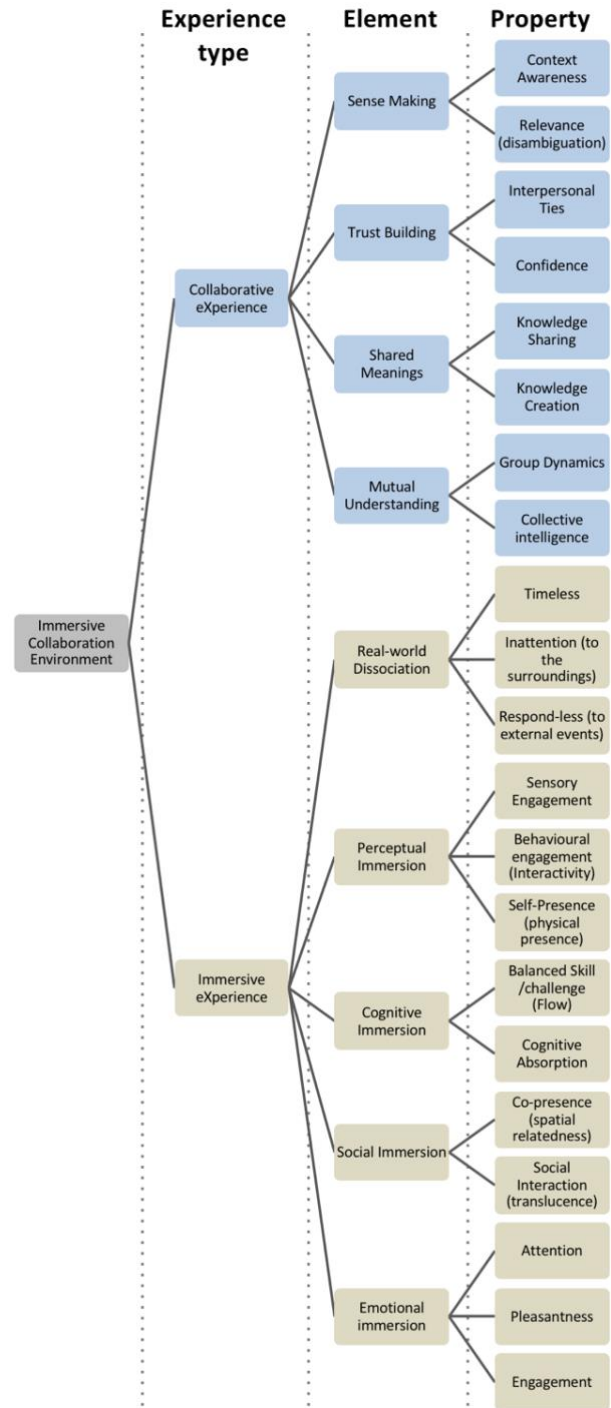 Experience
type
Element
Property
Immersive
Collaboration
Environment
Collaborative
eXperience
Sense Making
Context
Awareness
Relevance
(disambiguation)
Trust Building
Interpersonal
Ties
Confidence
Shared
Meanings
Knowledge
Sharing
Knowledge
Creation
Mutual
Understanding
Group Dynamics
Collective
intelligence
Immersive
eXperience
Real-world
Dissociation
Timeless
Inattention (to
the
surroundings)
Respond-less (to
external events)
Perceptual
Immersion
Sensory
Engagement
Behavioural
engagement
(Interactivity)
Self-Presence
(physical
presence)
Cognitive
Immersion
Balanced Skill
/challenge
(Flow)
Cognitive
Absorption
Social Immersion
Co-presence
(spatial
relatedness)
Social
Interaction
(translucence)
Emotional
immersion
Attention
Pleasantness
Engagement